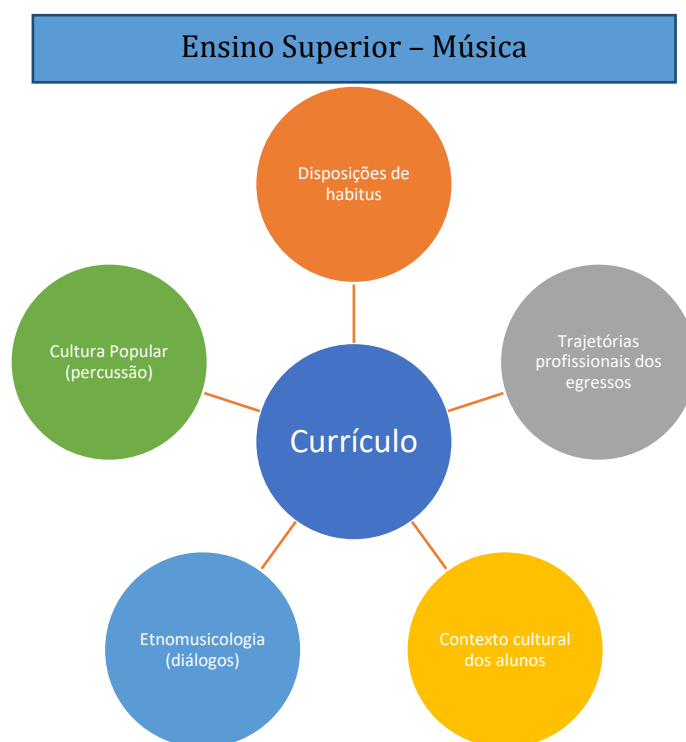 Ensino Superior – Música
Disposições de
habitus
Cultura Popular
(percussão)
Trajetórias
profissionais dos
egressos
Currículo
Etnomusicologia
(diálogos)
Contexto cultural
dos alunos